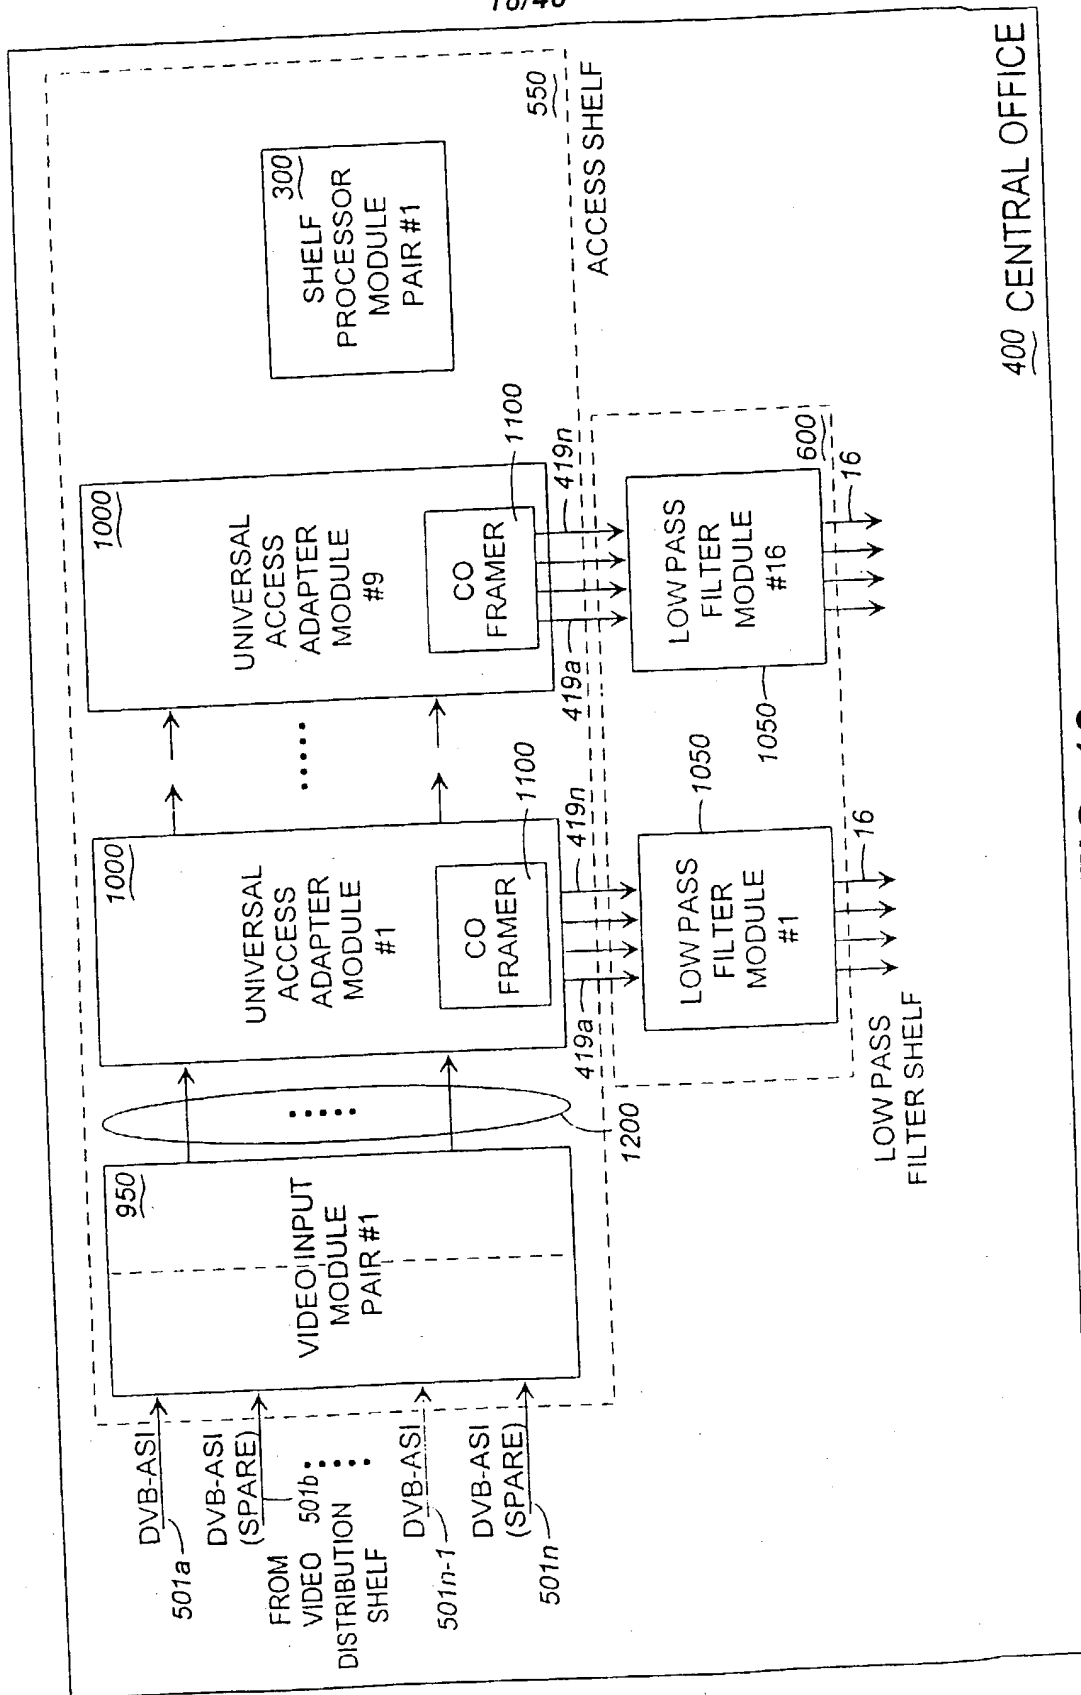 550
ACCESS SHELF
300
SHELF
PROCESSOR
MODULE
PAIR #1
1000
UNIVERSAL
ACCESS
ADAPTER
MODULE
#9
CO
FRAMER
1100
419n
419a
1000
UNIVERSAL
ACCESS
ADAPTER
MODULE
#1
CO
FRAMER
1100
419n
419a
1200
950
VIDEO INPUT
MODULE
PAIR #1
DVB-ASI
501a
DVB-ASI
(SPARE)
501b
FROM
VIDEO
DISTRIBUTION
SHELF
DVB-ASI
501n-1
DVB-ASI
(SPARE)
501n
600
LOW PASS
FILTER
MODULE
#16
1050
16
LOW PASS
FILTER
MODULE
#1
1050
16
LOW PASS
FILTER SHELF
400 CENTRAL OFFICE